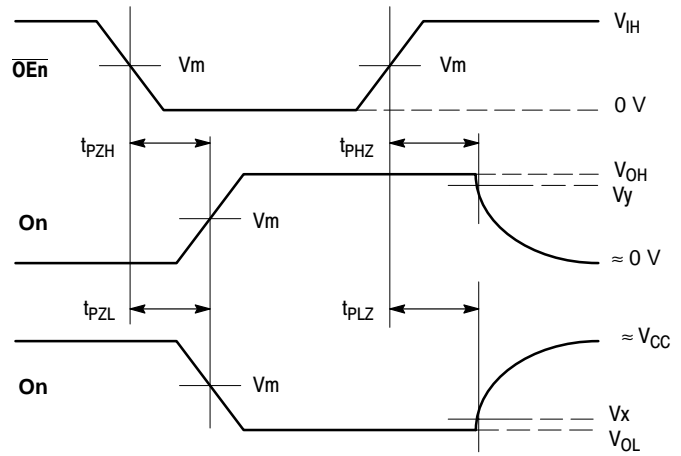 V_IH
OEn
Vm
Vm
0 V
t_PZH
t_PHZ
V_OH
Vy
On
Vm
≈ 0 V
t_PZL
t_PLZ
≈ V_CC
On
Vm
Vx
V_OL